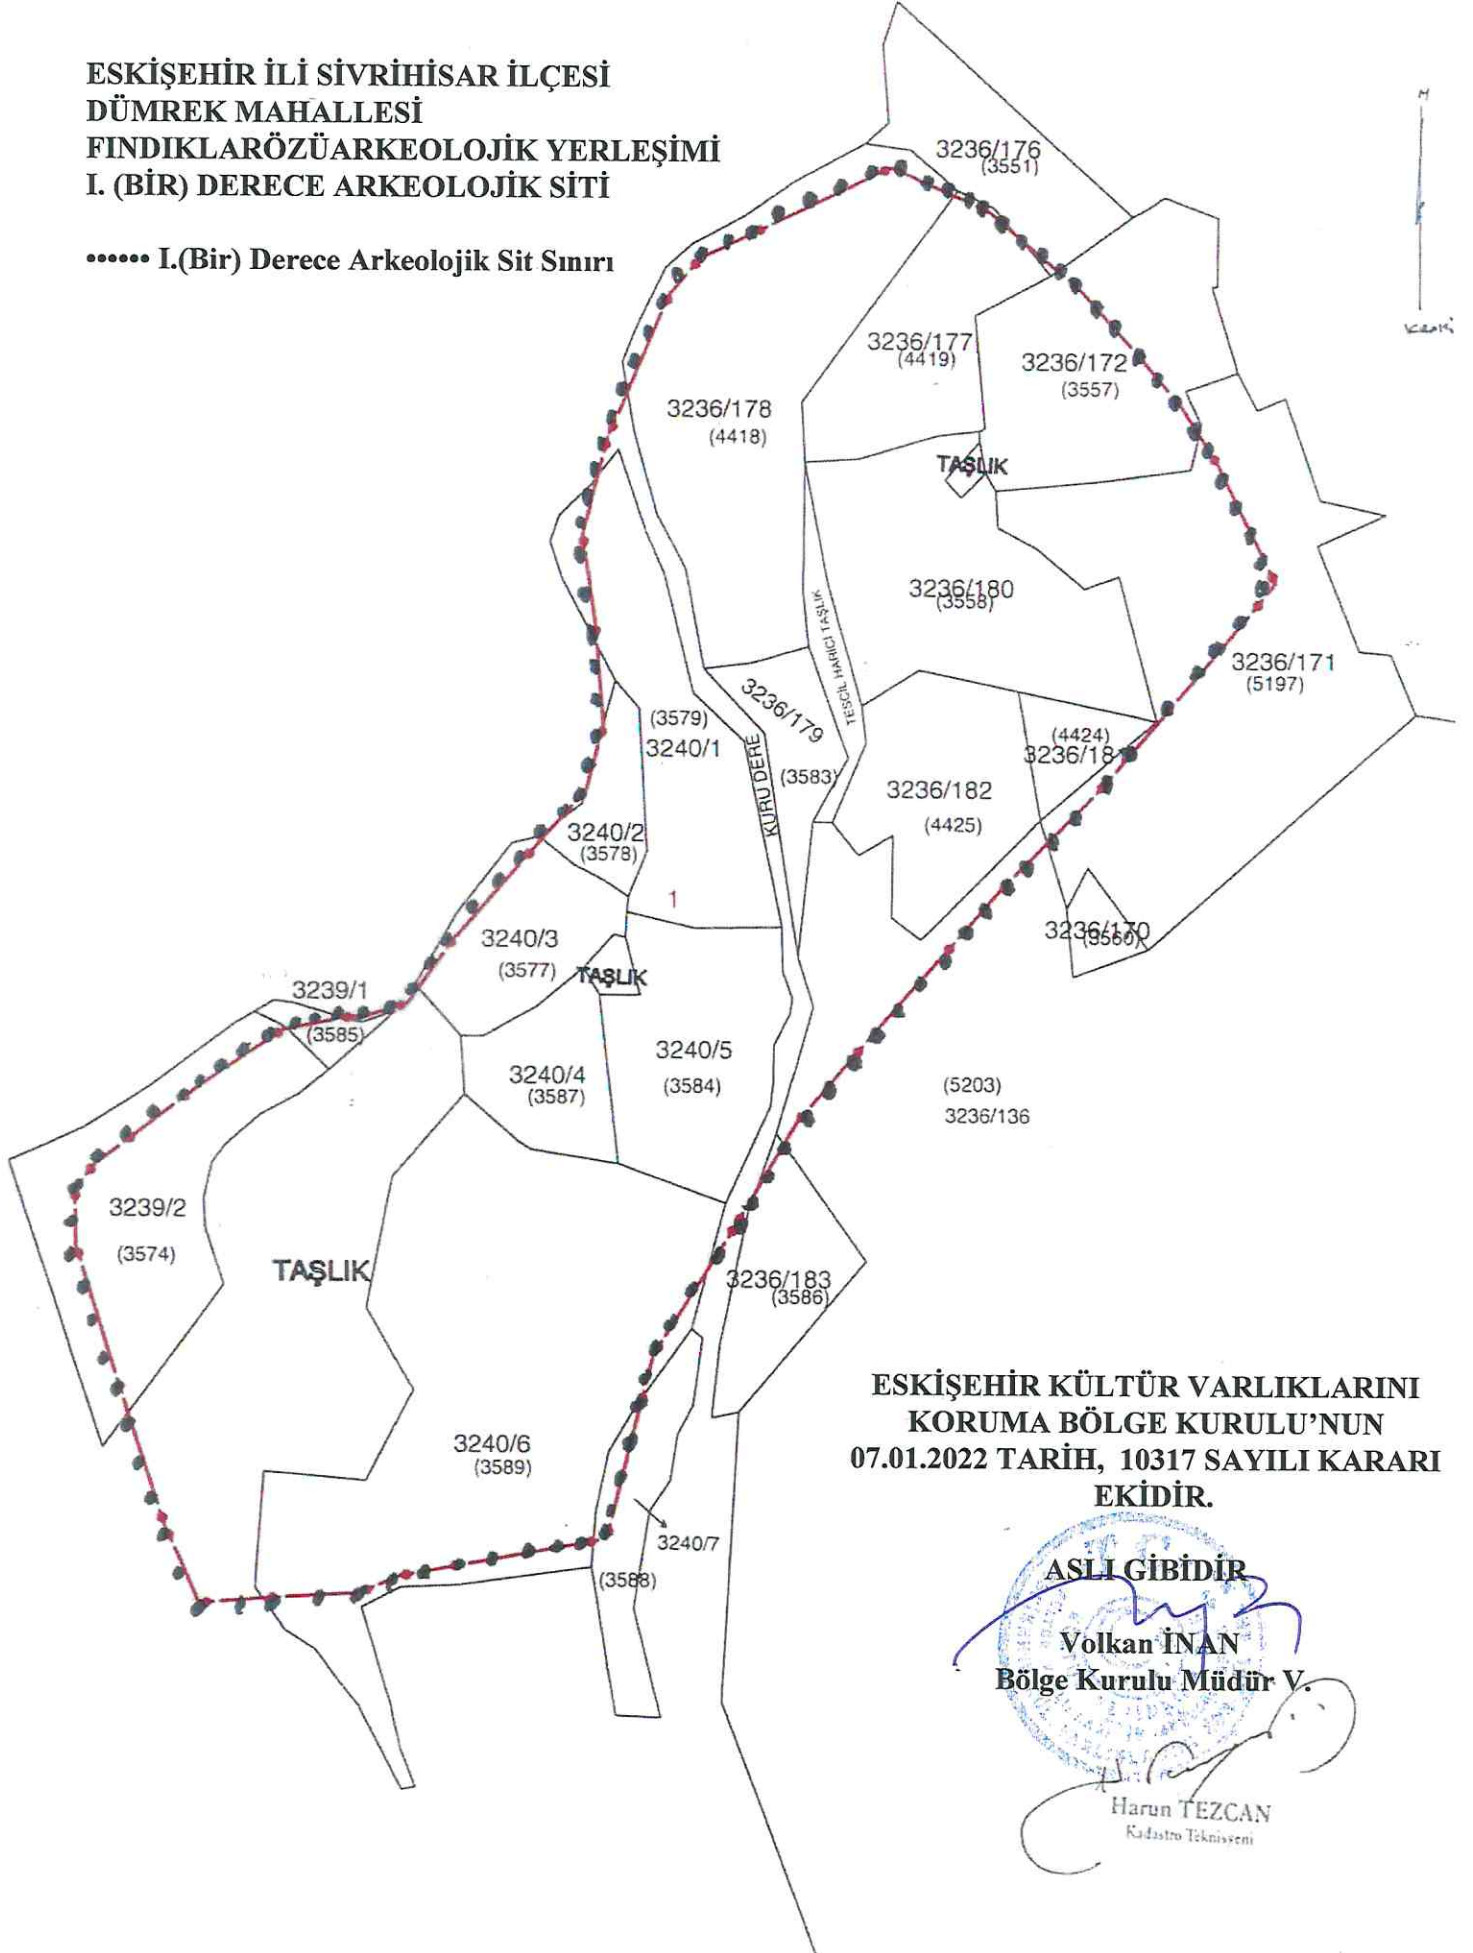 ESKİŞEHİR İLİ SİVRİHİSAR İLÇESİ
DÜMREK MAHALLESİ
FINDIKLARÖZÜARKEOLOJİK YERLEŞİMİ
I. (BİR) DERECE ARKEOLOJİK SİTİ
•••••• I.(Bir) Derece Arkeolojik Sit Sınırı
3236/176
(3551)
3236/177
(4419)
3236/172
(3557)
3236/178
(4418)
TAŞLIK
3236/180
(3558)
TESCİL HARİCİ TAŞLIK
3236/171
(5197)
3236/179
(3583)
(3579)
3240/1
KURU DERE
(4424)
3236/18
3236/182
(4425)
3240/2
(3578)
1
3236/170
(3560)
3240/3
(3577)
TAŞLIK
3239/1
(3585)
3240/5
(3584)
3240/4
(3587)
(5203)
3236/136
3239/2
(3574)
TAŞLIK
3236/183
(3586)
3240/6
(3589)
3240/7
(3588)
ESKİŞEHİR KÜLTÜR VARLIKLARINI
KORUMA BÖLGE KURULU’NUN
07.01.2022 TARİH, 10317 SAYILI KARARI
EKİDİR.
ASLI GİBİDİR
Volkan İNAN
Bölge Kurulu Müdür V.
Harun TEZCAN
Kadastro Teknisyeni